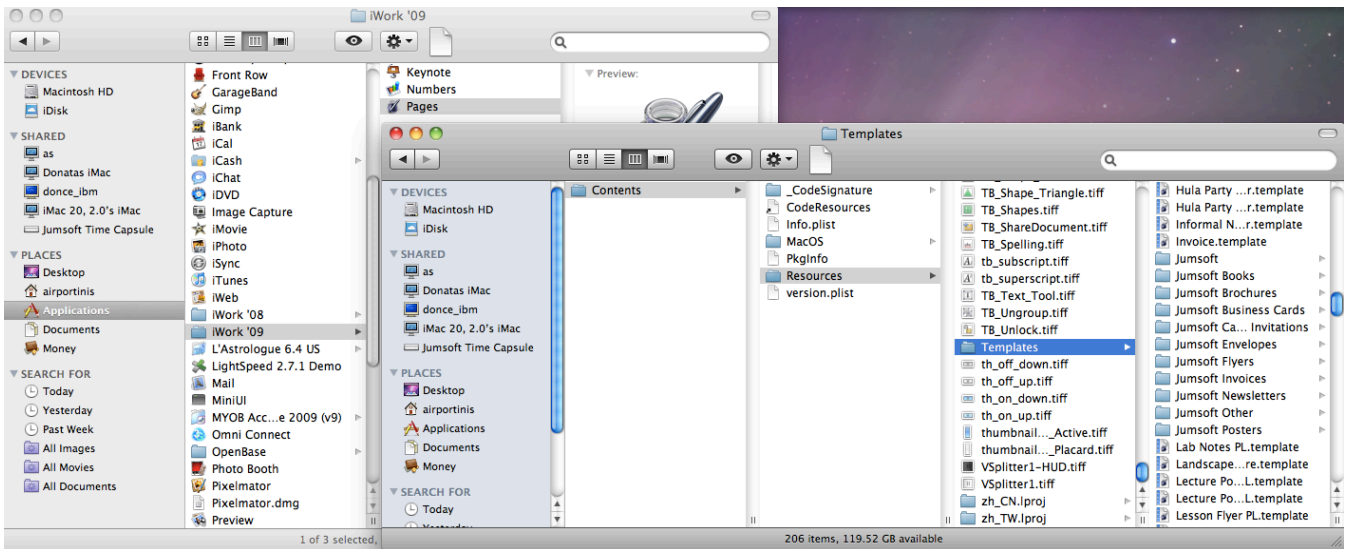 iWork '09
DEVICES
Macintosh HD
iDisk
SHARED
as
Donatas iMac
donce_ibm
iMac 20, 2.0's iMac
Jumsoft Time Capsule
PLACES
Desktop
airportinis
Applications
Documents
Money
SEARCH FOR
Today
Yesterday
Past Week
All Images
All Movies
All Documents
Front Row
GarageBand
Gimp
iBank
iCal
iCash
iChat
iDVD
Image Capture
iMovie
iPhoto
iSync
iTunes
iWeb
iWork '08
iWork '09
L'Astrologue 6.4 US
LightSpeed 2.7.1 Demo
Mail
MiniUI
MYOB Acc...e 2009 (v9)
Omni Connect
OpenBase
Photo Booth
Pixelmator
Pixelmator.dmg
Preview
Keynote
Numbers
Pages
Preview:
1 of 3 selected,
Templates
DEVICES
Macintosh HD
iDisk
SHARED
as
Donatas iMac
donce_ibm
iMac 20, 2.0's iMac
Jumsoft Time Capsule
PLACES
Desktop
airportinis
Applications
Documents
Money
SEARCH FOR
Today
Contents
_CodeSignature
CodeResources
Info.plist
MacOS
PkgInfo
Resources
version.plist
TB_Shape_Triangle.tiff
TB_Shapes.tiff
TB_ShareDocument.tiff
TB_Spelling.tiff
tb_subscript.tiff
tb_superscript.tiff
TB_Text_Tool.tiff
TB_Ungroup.tiff
TB_Unlock.tiff
Templates
th_off_down.tiff
th_off_up.tiff
th_on_down.tiff
th_on_up.tiff
thumbnail..._Active.tiff
thumbnail..._Placard.tiff
VSplitter1-HUD.tiff
VSplitter1.tiff
zh_CN.lproj
zh_TW.lproj
Hula Party ...r.template
Hula Party ...r.template
Informal N...r.template
Invoice.template
Jumsoft
Jumsoft Books
Jumsoft Brochures
Jumsoft Business Cards
Jumsoft Ca... Invitations
Jumsoft Envelopes
Jumsoft Flyers
Jumsoft Invoices
Jumsoft Newsletters
Jumsoft Other
Jumsoft Posters
Lab Notes PL.template
Landscape...re.template
Lecture Po...L.template
Lecture Po...L.template
Lesson Flyer PL.template
206 items, 119.52 GB available